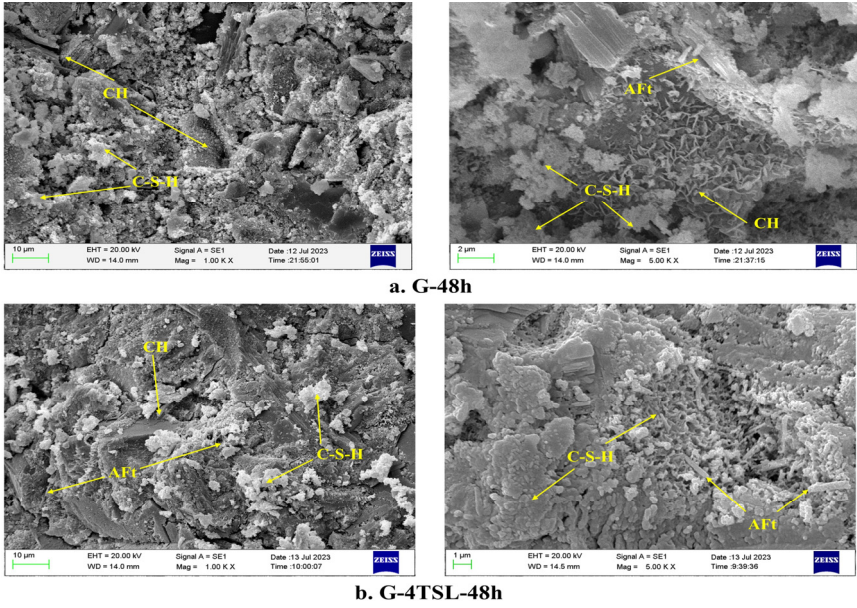 CH
C-S-H
10 µm
EHT = 20.00 kV
WD = 14.0 mm
Signal A = SE1
Mag = 1.00 K X
Date :12 Jul 2023
Time :21:55:01
ZEISS
AFt
C-S-H
CH
2 µm
EHT = 20.00 kV
WD = 14.0 mm
Signal A = SE1
Mag = 5.00 K X
Date :12 Jul 2023
Time :21:37:15
ZEISS
a. G-48h
CH
AFt
C-S-H
10 µm
EHT = 20.00 kV
WD = 14.0 mm
Signal A = SE1
Mag = 1.00 K X
Date :13 Jul 2023
Time :10:00:07
ZEISS
C-S-H
AFt
1 µm
EHT = 20.00 kV
WD = 14.5 mm
Signal A = SE1
Mag = 5.00 K X
Date :13 Jul 2023
Time :9:39:36
ZEISS
b. G-4TSL-48h